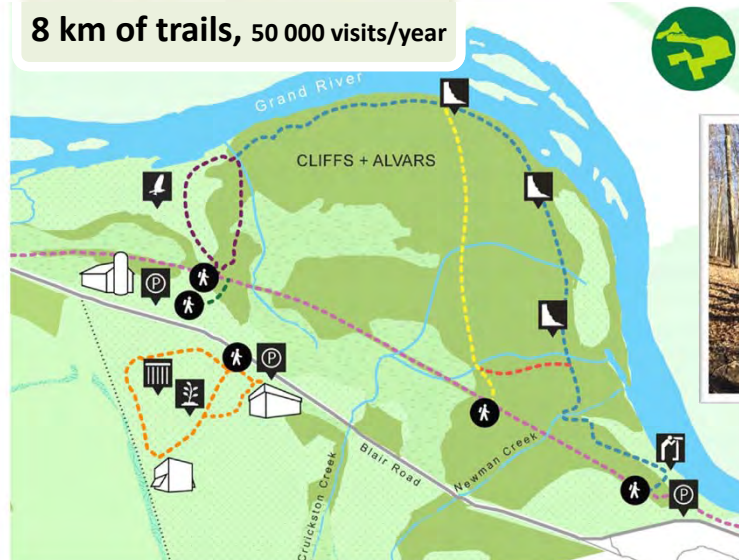 8 km of trails, 50 000 visits/year
Grand River
CLIFFS + ALVARS
P
P
Blair Road
Newman Creek
Cruickston Creek
P